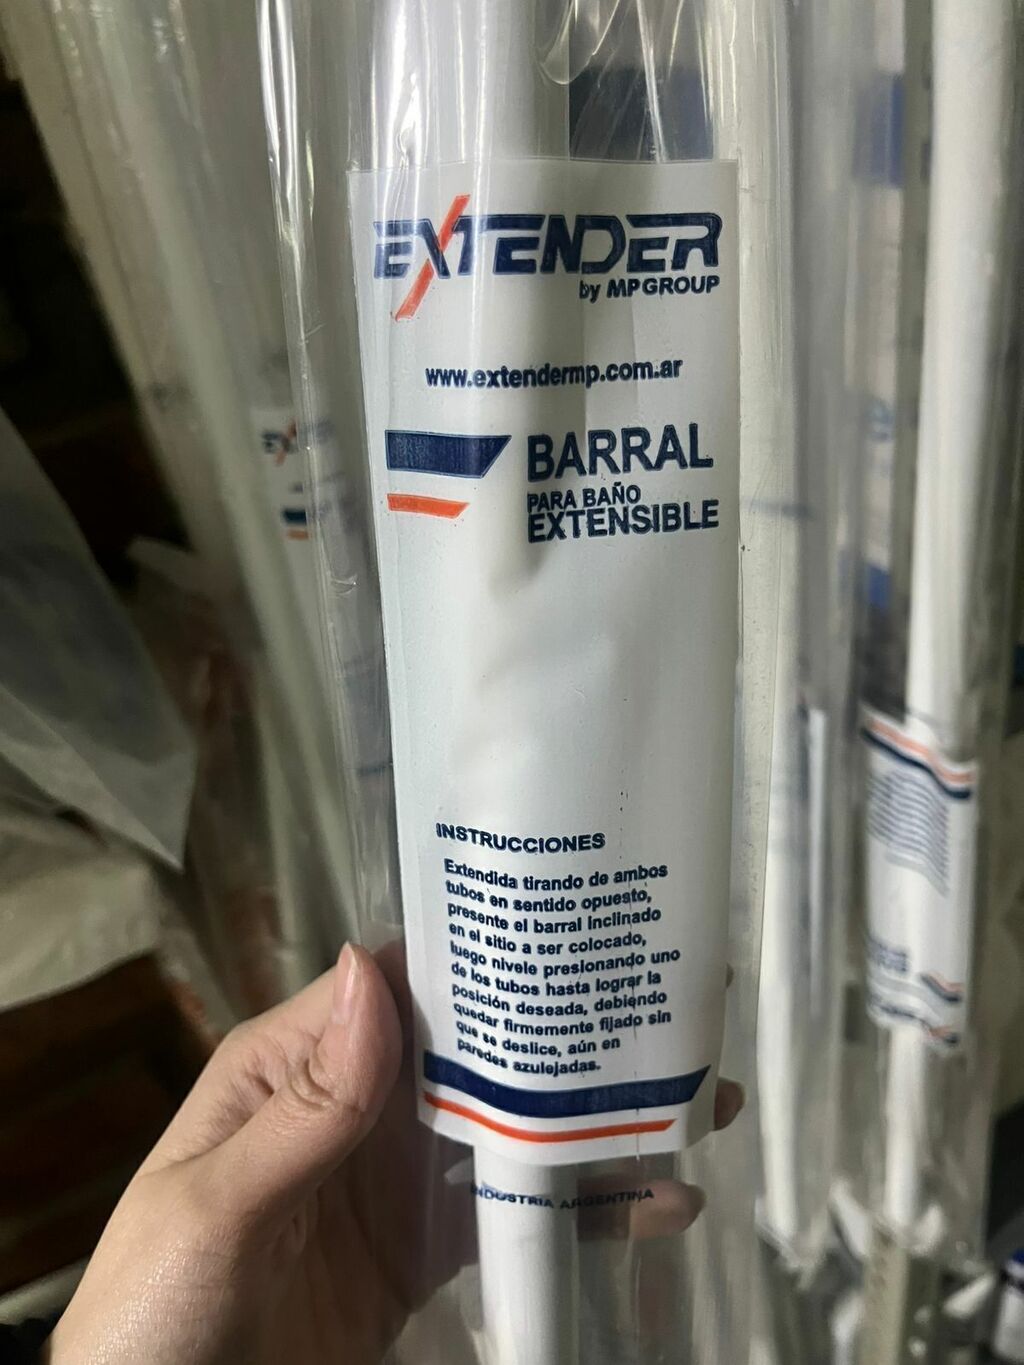 EXTENDER
by MPGROUP
www.extendermp.com.ar
BARRAL
PARA BAÑO
EXTENSIBLE
INSTRUCCIONES
Extendida tirando de ambos
tubos en sentido opuesto,
presente el barral inclinado
en el sitio a ser colocado,
luego nivele presionando uno
de los tubos hasta lograr la
posición deseada, debiendo
quedar firmemente fijado sin
que se deslice, aún en
paredes azulejadas.
INDUSTRIA ARGENTINA